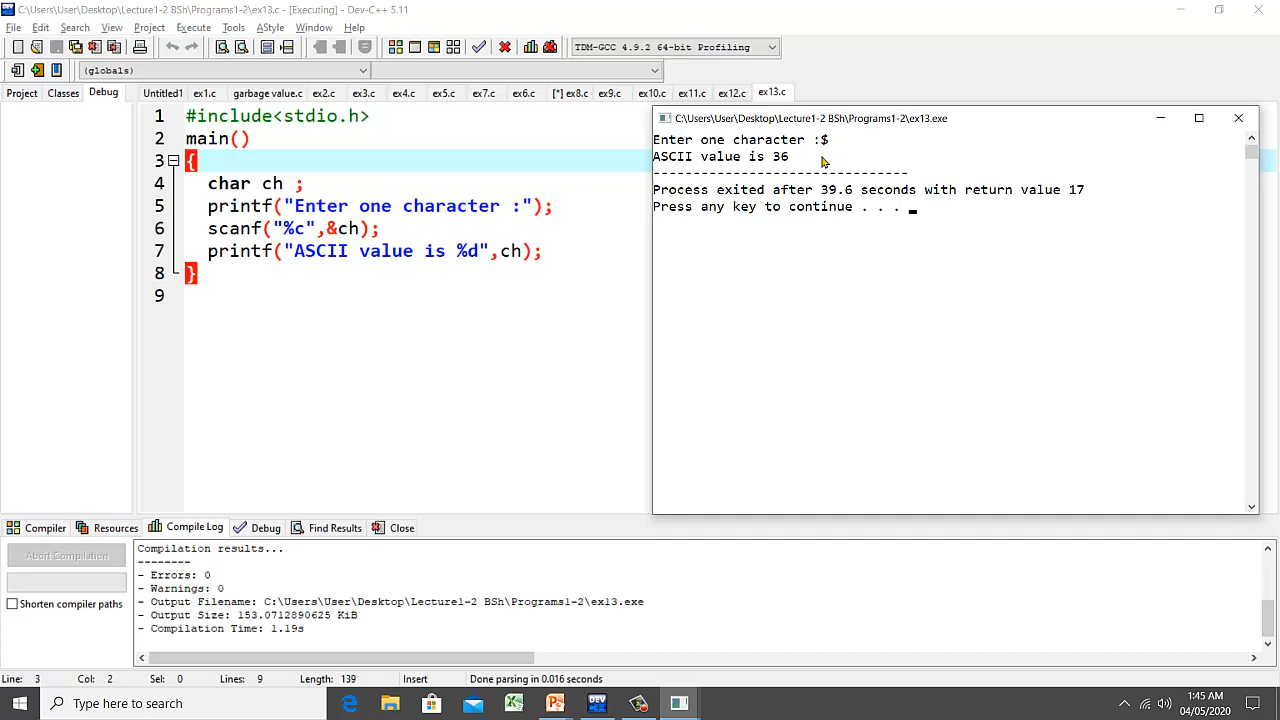 C:\Users\User\Desktop\Lecture1-2 BSh\Programs1-2\ex13.c - [Executing] - Dev-C++ 5.11
File Edit Search View Project Execute Tools AStyle Window Help
TDM-GCC 4.9.2 64-bit Profiling
(globals)
Project Classes Debug
Untitled1 ex1.c garbage value.c ex2.c ex3.c ex4.c ex5.c ex7.c ex6.c [*] ex8.c ex9.c ex10.c ex11.c ex12.c ex13.c
1 #include<stdio.h>
2 main()
3 {
4 char ch ;
5 printf("Enter one character :");
6 scanf("%c",&ch);
7 printf("ASCII value is %d",ch);
8 }
9
C:\Users\User\Desktop\Lecture1-2 BSh\Programs1-2\ex13.exe
Enter one character :$
ASCII value is 36
--------------------------------
Process exited after 39.6 seconds with return value 17
Press any key to continue . . . _
Compiler Resources Compile Log Debug Find Results Close
Abort Compilation
Shorten compiler paths
Compilation results...
--------
- Errors: 0
- Warnings: 0
- Output Filename: C:\Users\User\Desktop\Lecture1-2 BSh\Programs1-2\ex13.exe
- Output Size: 153.0712890625 KiB
- Compilation Time: 1.19s
Line: 3 Col: 2 Sel: 0 Lines: 9 Length: 139 Insert Done parsing in 0.016 seconds
Type here to search
1:45 AM
04/05/2020